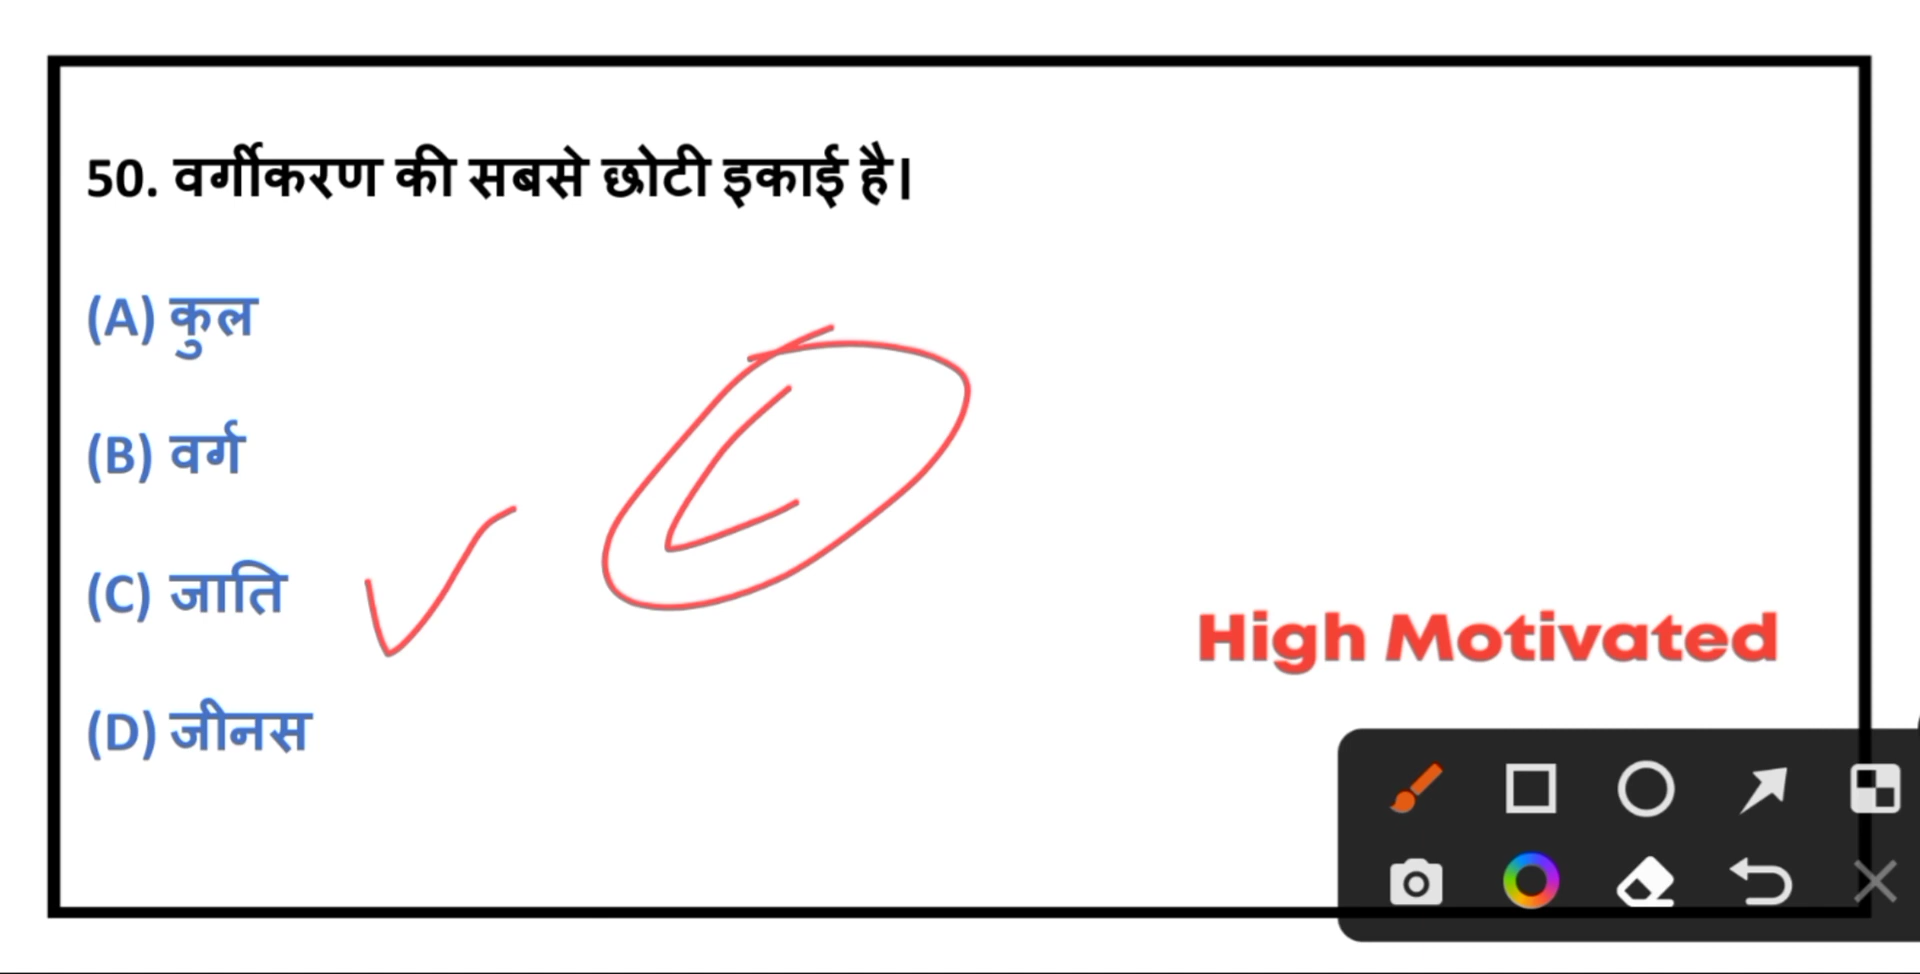 50. वर्गीकरण की सबसे छोटी इकाई है।
(A) कुल
(B) वर्ग
(C) जाति
C
(D) जीनस
High Motivated